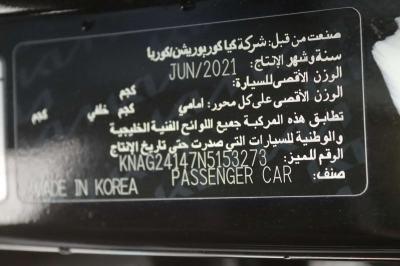 صنعت من قبل: شركة كيا كوربوريشن/كوريا
سنة وشهر الإنتاج: JUN/2021
الوزن الأقصى للسيارة: كجم
الوزن الأقصى على كل محور: أمامي كجم خلفي كجم
تطابق هذه المركبة جميع اللوائح الفنية الخليجية
والوطنية للسيارات التي صدرت حتى تاريخ الإنتاج
الرقم المميز: KNAG24147N5153273
صنف: PASSENGER CAR
MADE IN KOREA